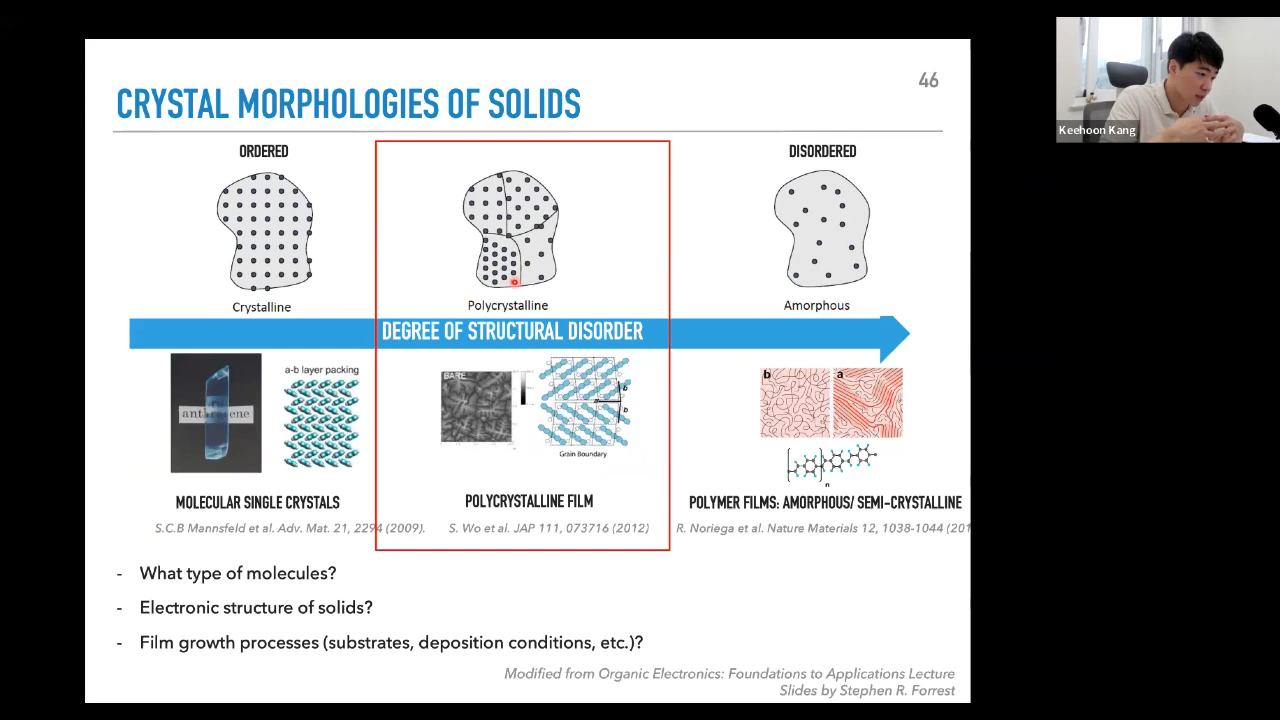 46
CRYSTAL MORPHOLOGIES OF SOLIDS
Keehoon Kang
ORDERED
DISORDERED
Crystalline
Polycrystalline
Amorphous
DEGREE OF STRUCTURAL DISORDER
anthracene
a-b layer packing
BARE
b
b
Grain Boundary
b
a
n
MOLECULAR SINGLE CRYSTALS
POLYCRYSTALLINE FILM
POLYMER FILMS: AMORPHOUS/ SEMI-CRYSTALLINE
S.C.B Mannsfeld et al. Adv. Mat. 21, 2294 (2009).
S. Wo et al. JAP 111, 073716 (2012)
R. Noriega et al. Nature Materials 12, 1038-1044 (201
- What type of molecules?
- Electronic structure of solids?
- Film growth processes (substrates, deposition conditions, etc.)?
Modified from Organic Electronics: Foundations to Applications Lecture
Slides by Stephen R. Forrest